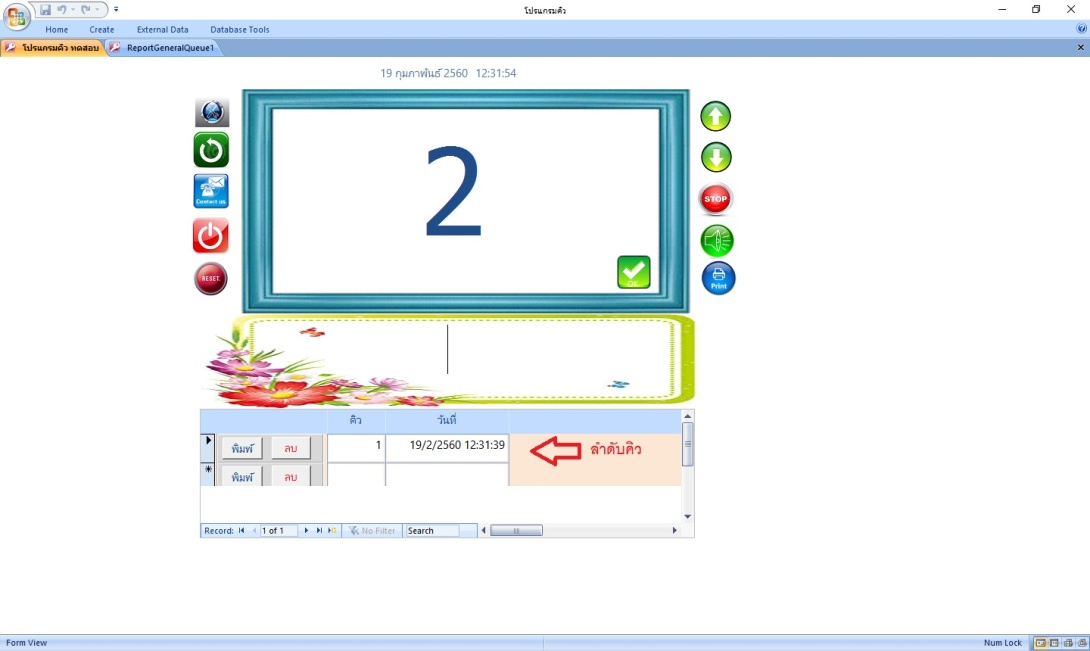 โปรแกรมคิว
Home Create External Data Database Tools
โปรแกรมคิว ทดสอบ ReportGeneralQueue1
19 กุมภาพันธ์ 2560 12:31:54
2
Contact us
STOP
RESET
OK
Print
คิว วันที่
พิมพ์ ลบ 1 19/2/2560 12:31:39 ลำดับคิว
พิมพ์ ลบ
Record: 1 of 1 No Filter Search
Form View Num Lock